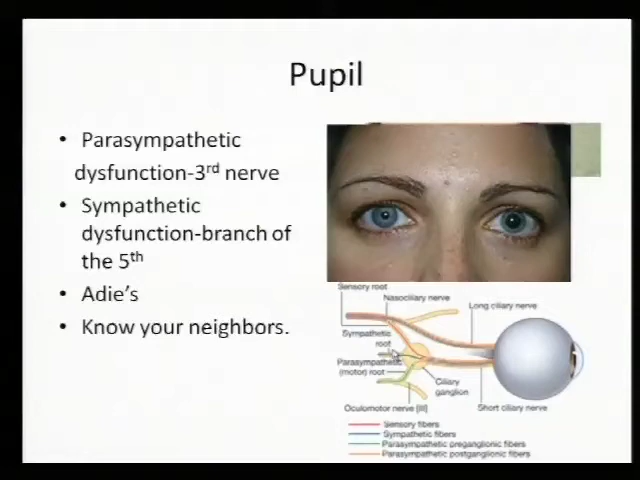 Pupil
• Parasympathetic
dysfunction-3rd nerve
• Sympathetic
dysfunction-branch of
the 5th
• Adie's
• Know your neighbors.
Sensory root
Nasociliary nerve
Long ciliary nerve
Sympathetic
root
Parasympathetic
(motor) root
Ciliary
ganglion
Oculomotor nerve [III]
Short ciliary nerve
Sensory fibers
Sympathetic fibers
Parasympathetic preganglionic fibers
Parasympathetic postganglionic fibers